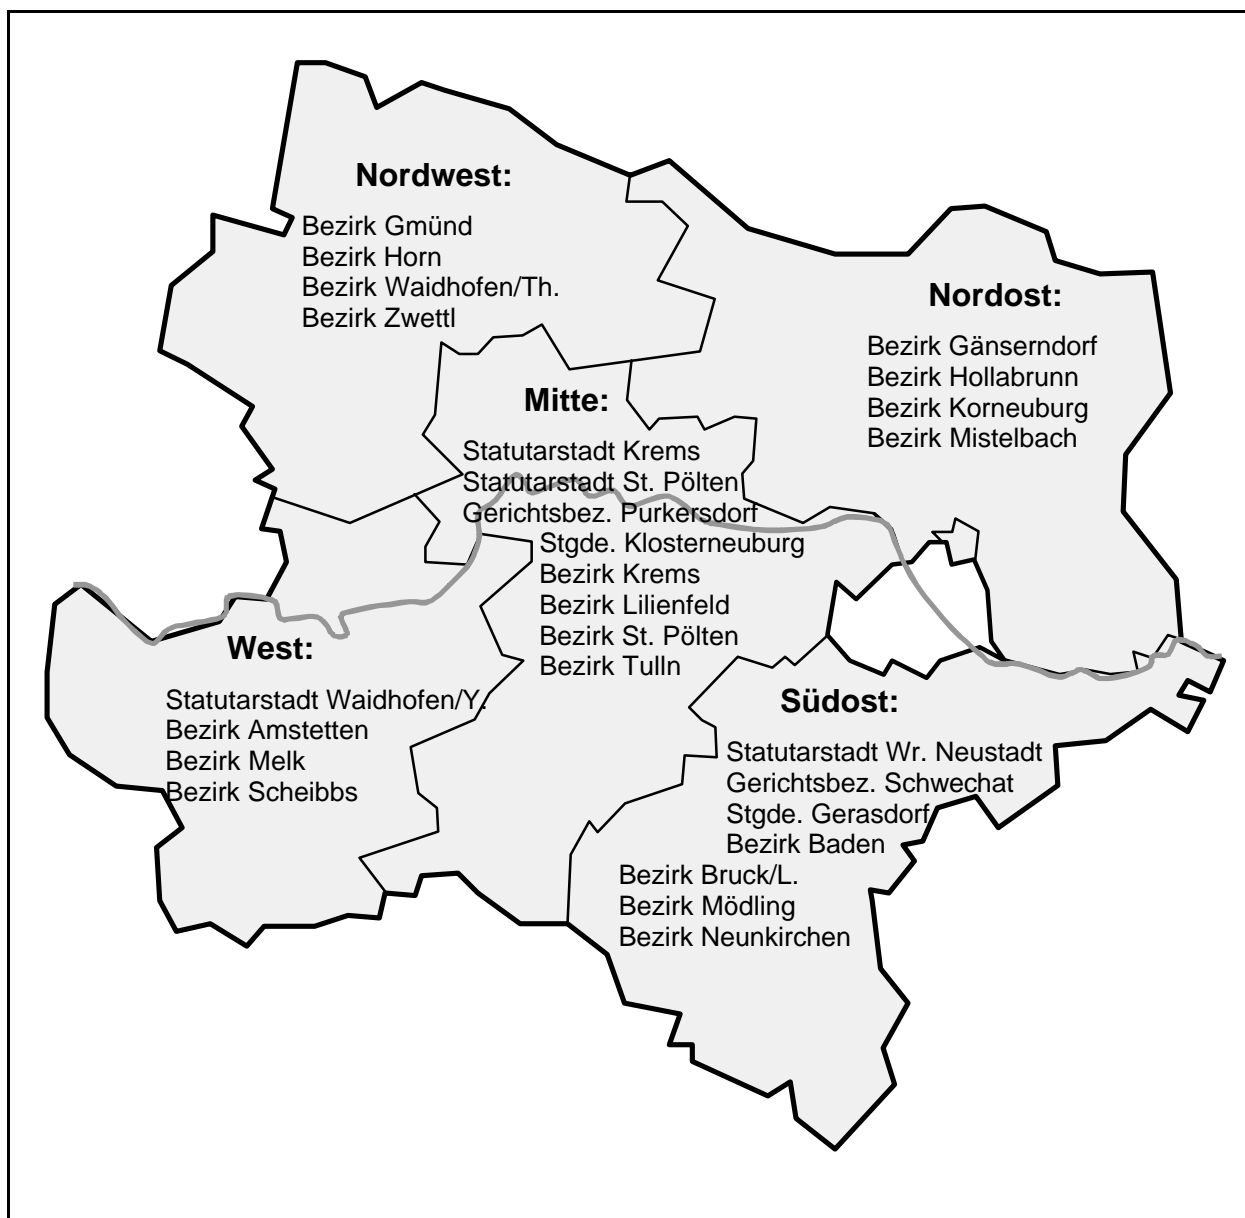 Nordwest:
Bezirk Gmünd
Bezirk Horn
Bezirk Waidhofen/Th.
Bezirk Zwettl
Nordost:
Bezirk Gänserndorf
Bezirk Hollabrunn
Bezirk Korneuburg
Bezirk Mistelbach
Mitte:
Statutarstadt Krems
Statutarstadt St. Pölten
Gerichtsbez. Purkersdorf
Stgde. Klosterneuburg
Bezirk Krems
Bezirk Lilienfeld
Bezirk St. Pölten
Bezirk Tulln
West:
Statutarstadt Waidhofen/Y.
Bezirk Amstetten
Bezirk Melk
Bezirk Scheibbs
Südost:
Statutarstadt Wr. Neustadt
Gerichtsbez. Schwechat
Stgde. Gerasdorf
Bezirk Baden
Bezirk Bruck/L.
Bezirk Mödling
Bezirk Neunkirchen